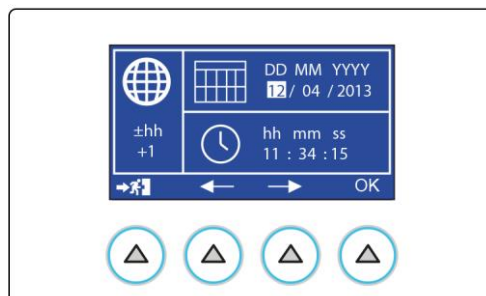 DD MM YYYY
12/ 04 / 2013
±hh
+1
hh mm ss
11 : 34 : 15
OK